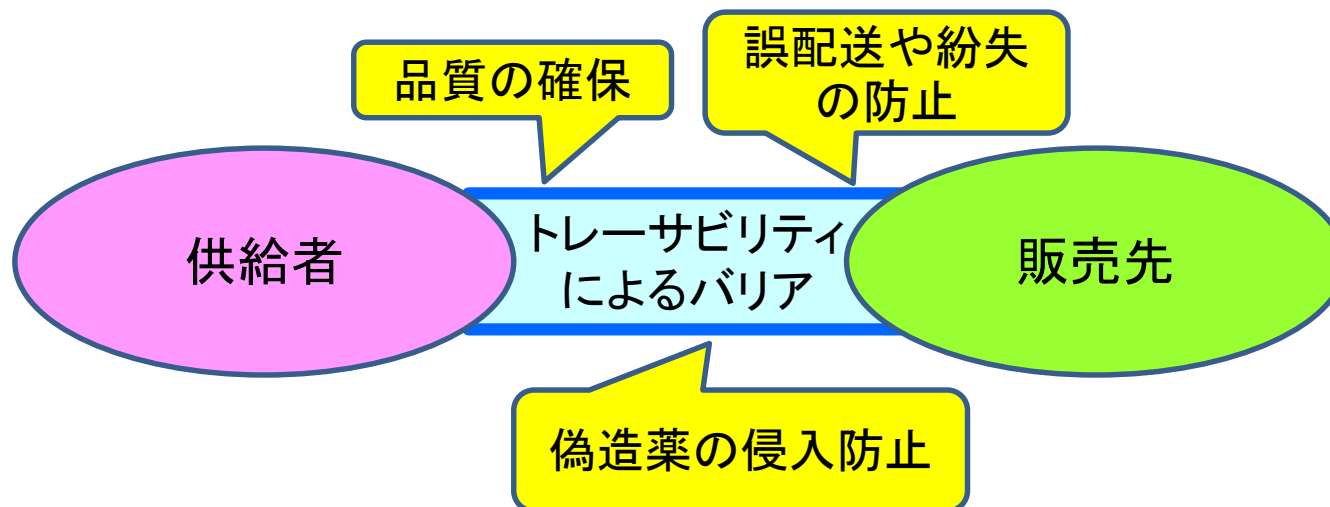 品質の確保
誤配送や紛失
の防止
供給者
トレーサビリティ
によるバリア
販売先
偽造薬の侵入防止